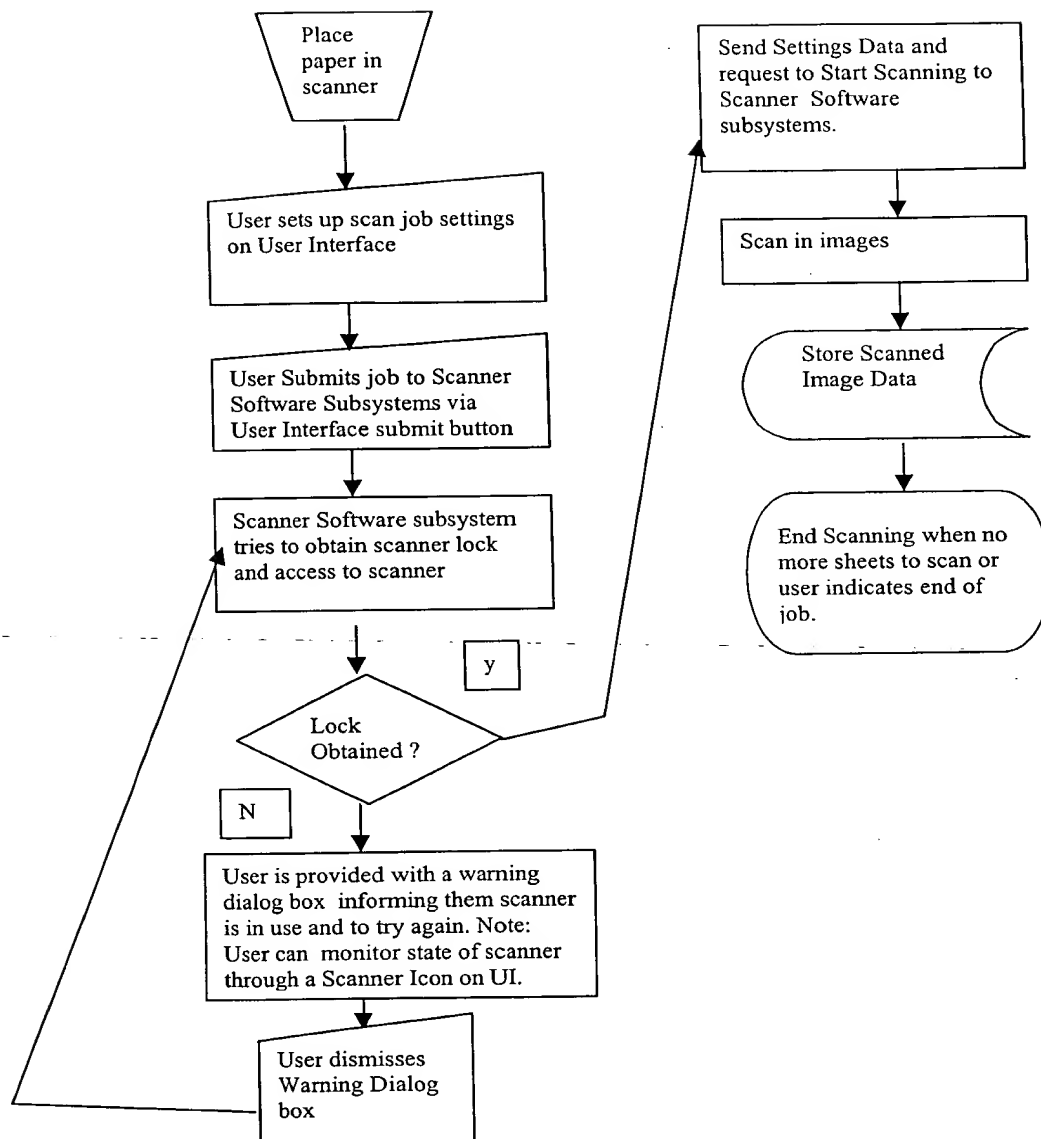 Place
paper in
scanner
User sets up scan job settings
on User Interface
User Submits job to Scanner
Software Subsystems via
User Interface submit button
Scanner Software subsystem
tries to obtain scanner lock
and access to scanner
y
Lock
Obtained ?
N
User is provided with a warning
dialog box informing them scanner
is in use and to try again. Note:
User can monitor state of scanner
through a Scanner Icon on UI.
User dismisses
Warning Dialog
box
Send Settings Data and
request to Start Scanning to
Scanner Software
subsystems.
Scan in images
Store Scanned
Image Data
End Scanning when no
more sheets to scan or
user indicates end of
job.